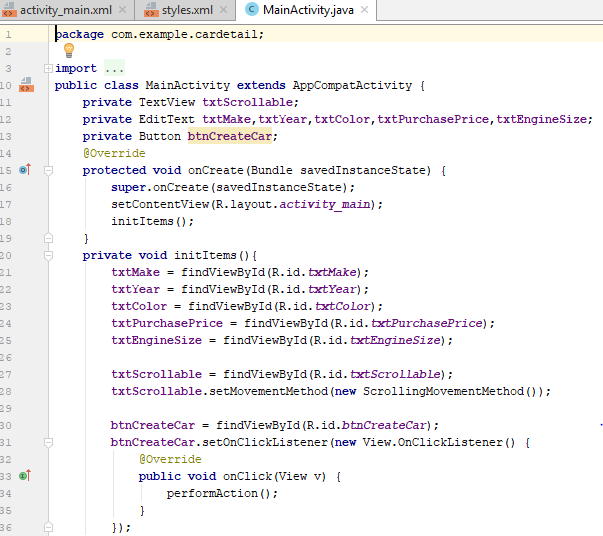 activity_main.xml × styles.xml × MainActivity.java ×
1 package com.example.cardetail;
2
3 import ...
10 public class MainActivity extends AppCompatActivity {
11 private TextView txtScrollable;
12 private EditText txtMake,txtYear,txtColor,txtPurchasePrice,txtEngineSize;
13 private Button btnCreateCar;
14 @Override
15 protected void onCreate(Bundle savedInstanceState) {
16 super.onCreate(savedInstanceState);
17 setContentView(R.layout.activity_main);
18 initItems();
19 }
20 private void initItems(){
21 txtMake = findViewById(R.id.txtMake);
22 txtYear = findViewById(R.id.txtYear);
23 txtColor = findViewById(R.id.txtColor);
24 txtPurchasePrice = findViewById(R.id.txtPurchasePrice);
25 txtEngineSize = findViewById(R.id.txtEngineSize);
26
27 txtScrollable = findViewById(R.id.txtScrollable);
28 txtScrollable.setMovementMethod(new ScrollingMovementMethod());
29
30 btnCreateCar = findViewById(R.id.btnCreateCar);
31 btnCreateCar.setOnClickListener(new View.OnClickListener() {
32 @Override
33 public void onClick(View v) {
34 performAction();
35 }
36 });